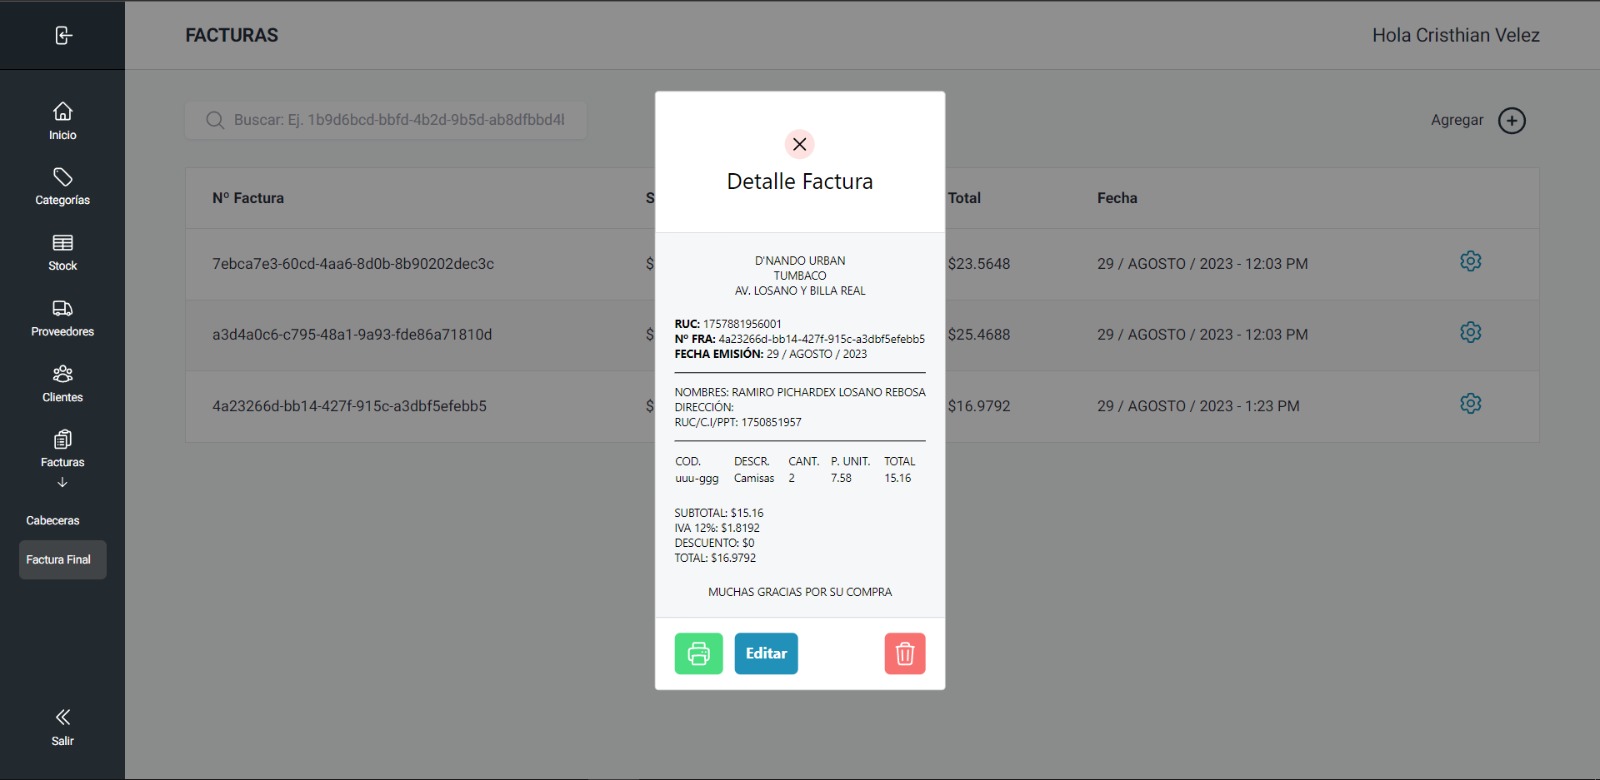 FACTURAS
Hola Cristhian Velez
Inicio
Categorías
Stock
Proveedores
Clientes
Facturas
Cabeceras
Factura Final
Salir
Buscar: Ej. 1b9d6bcd-bbfd-4b2d-9b5d-ab8dfbbd4l
Agregar
Nº Factura S Total Fecha
7ebca7e3-60cd-4aa6-8d0b-8b90202dec3c $ $23.5648 29 / AGOSTO / 2023 - 12:03 PM
a3d4a0c6-c795-48a1-9a93-fde86a71810d $ $25.4688 29 / AGOSTO / 2023 - 12:03 PM
4a23266d-bb14-427f-915c-a3dbf5efebb5 $ $16.9792 29 / AGOSTO / 2023 - 1:23 PM
Detalle Factura
D'NANDO URBAN
TUMBACO
AV. LOSANO Y BILLA REAL
RUC: 1757881956001
Nº FRA: 4a23266d-bb14-427f-915c-a3dbf5efebb5
FECHA EMISIÓN: 29 / AGOSTO / 2023
NOMBRES: RAMIRO PICHARDEX LOSANO REBOSA
DIRECCIÓN:
RUC/C.I/PPT: 1750851957
COD. DESCR. CANT. P. UNIT. TOTAL
uuu-ggg Camisas 2 7.58 15.16
SUBTOTAL: $15.16
IVA 12%: $1.8192
DESCUENTO: $0
TOTAL: $16.9792
MUCHAS GRACIAS POR SU COMPRA
Editar